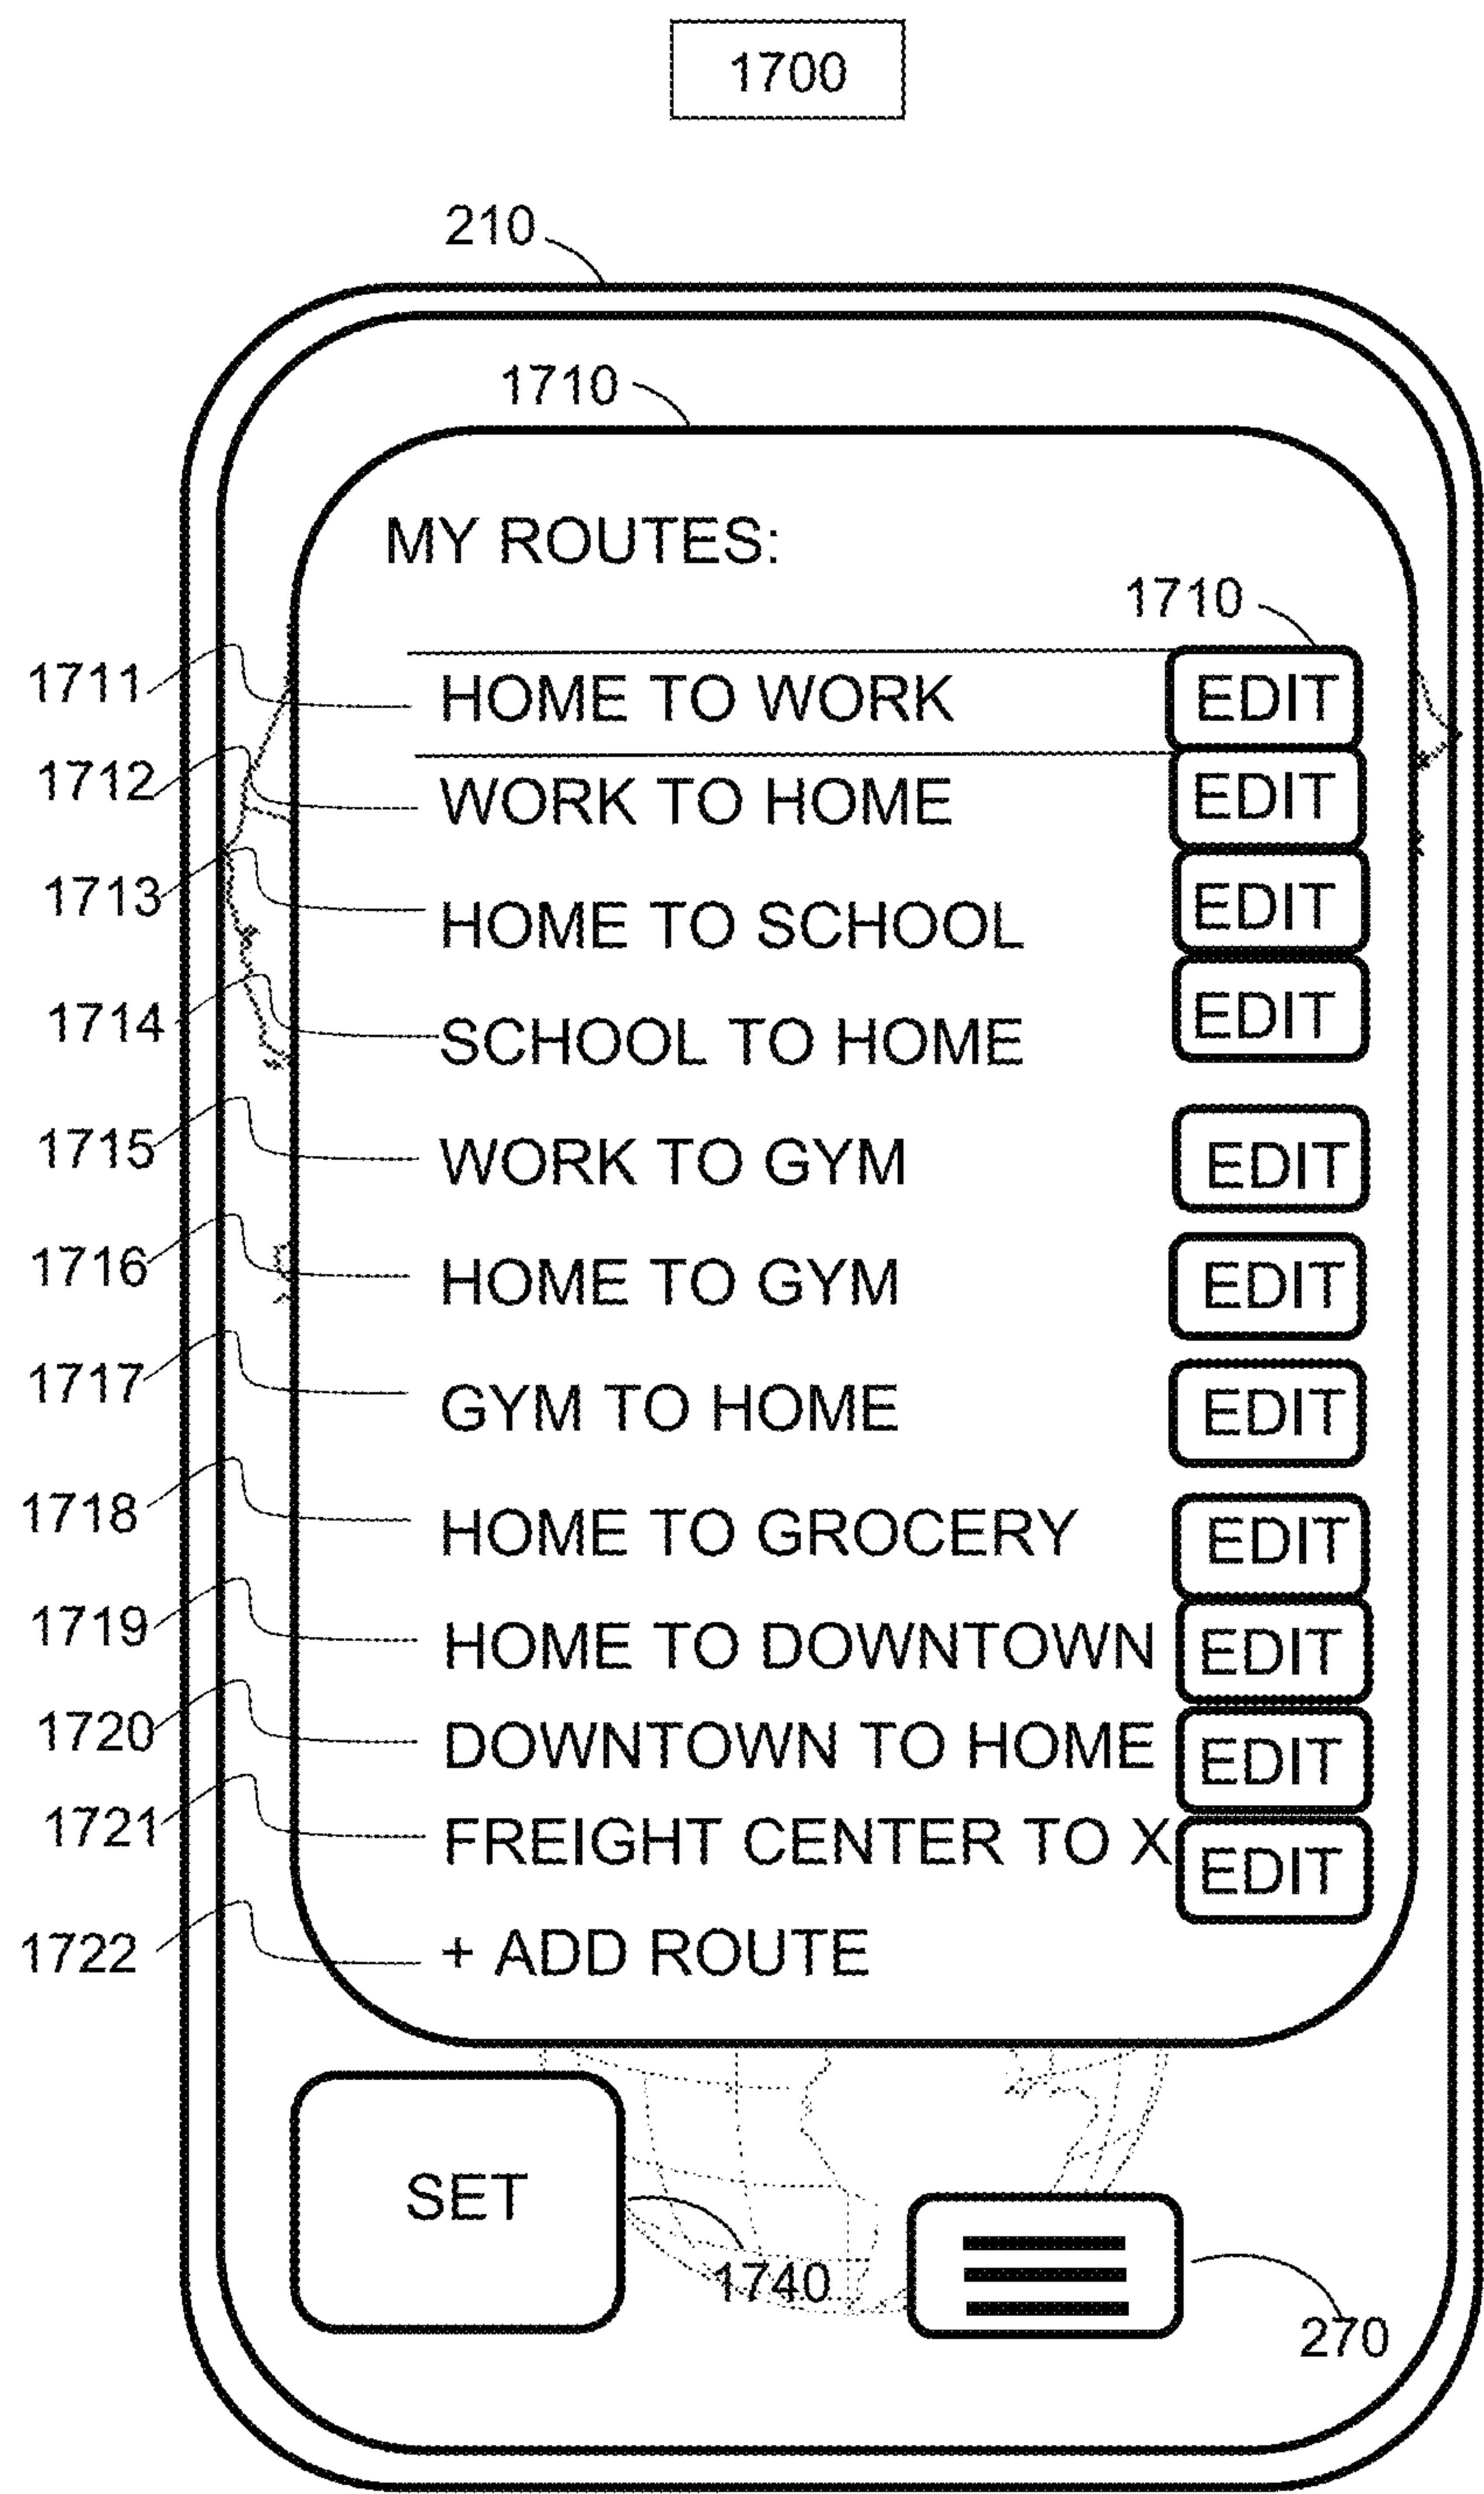 1700
210
1710
MY ROUTES:
1710
1711 HOME TO WORK EDIT
1712 WORK TO HOME EDIT
1713 HOME TO SCHOOL EDIT
1714 SCHOOL TO HOME EDIT
1715 WORK TO GYM EDIT
1716 HOME TO GYM EDIT
1717 GYM TO HOME EDIT
1718 HOME TO GROCERY EDIT
1719 HOME TO DOWNTOWN EDIT
1720 DOWNTOWN TO HOME EDIT
1721 FREIGHT CENTER TO X EDIT
1722 + ADD ROUTE
SET
1740
270